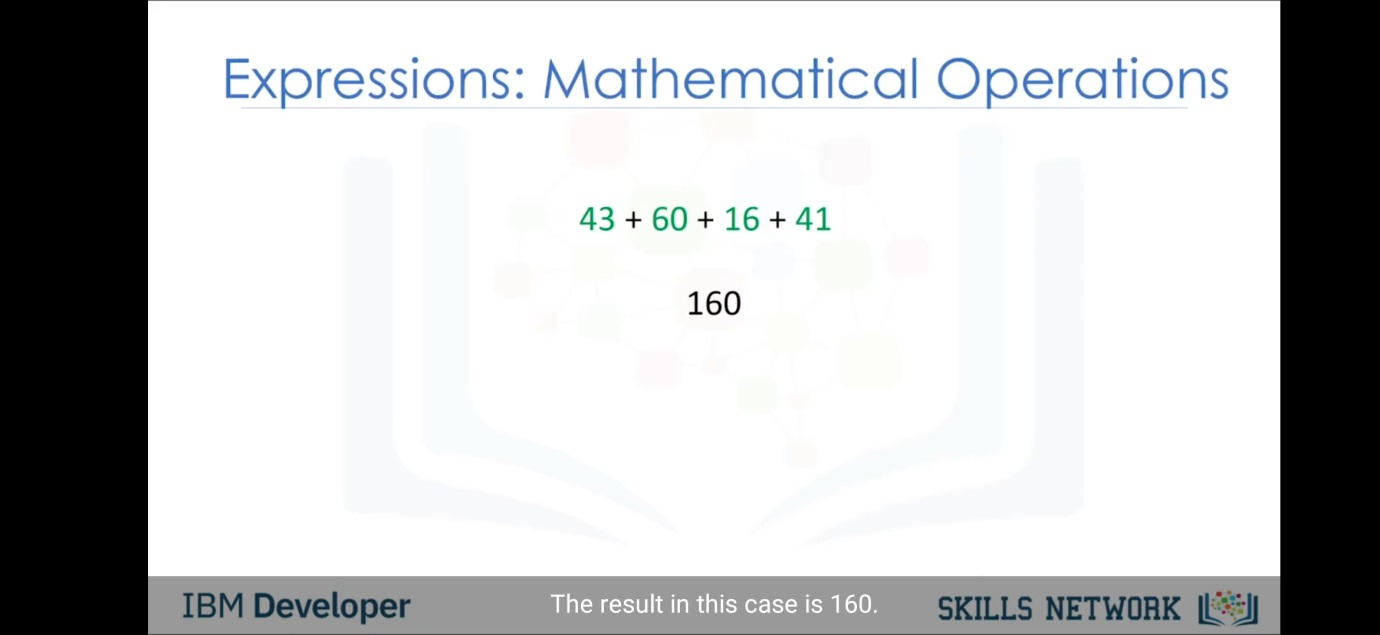 Expressions: Mathematical Operations
43 + 60 + 16 + 41
160
IBM Developer
The result in this case is 160.
SKILLS NETWORK